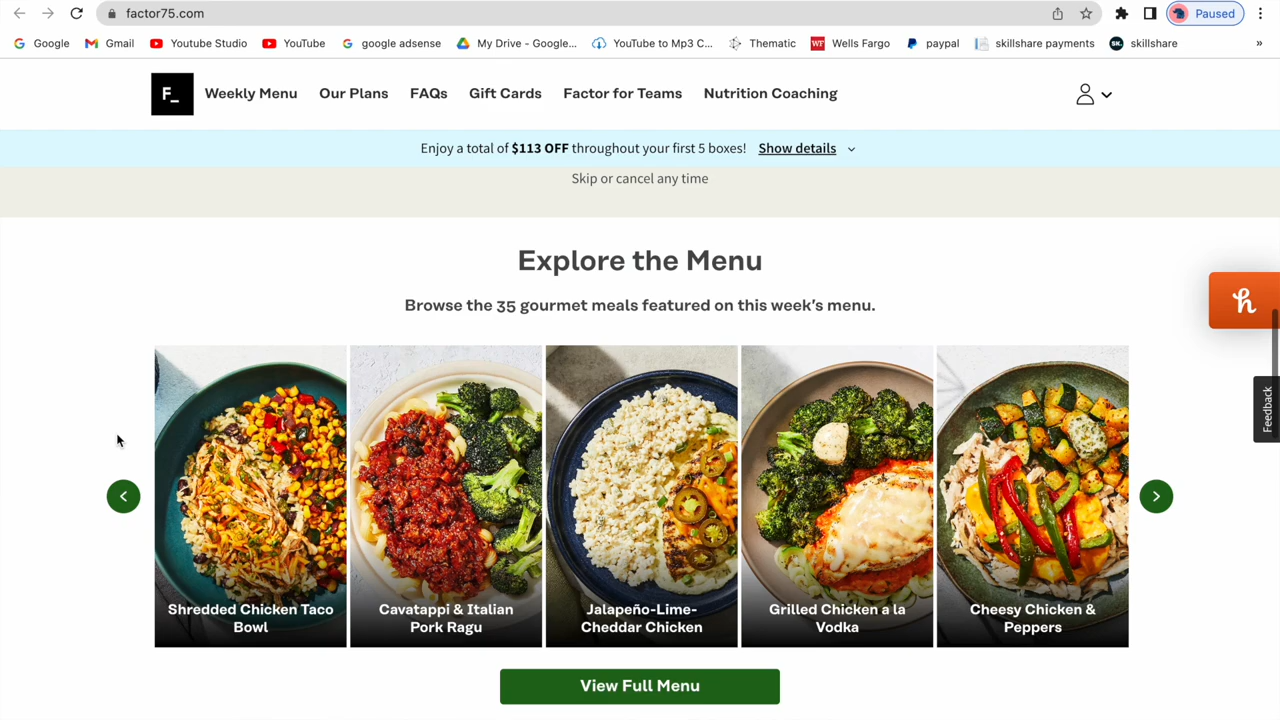 factor75.com
Paused
Google
Gmail
Youtube Studio
YouTube
google adsense
My Drive - Google...
YouTube to Mp3 C...
Thematic
WF
Wells Fargo
paypal
skillshare payments
SK.
skillshare
»
F_
Weekly Menu
Our Plans
FAQs
Gift Cards
Factor for Teams
Nutrition Coaching
Enjoy a total of $113 OFF throughout your first 5 boxes! Show details
Skip or cancel any time
Explore the Menu
Browse the 35 gourmet meals featured on this week's menu.
h
Feedback
Shredded Chicken Taco
Bowl
Cavatappi & Italian
Pork Ragu
Jalapeño-Lime-
Cheddar Chicken
Grilled Chicken a la
Vodka
Cheesy Chicken &
Peppers
View Full Menu